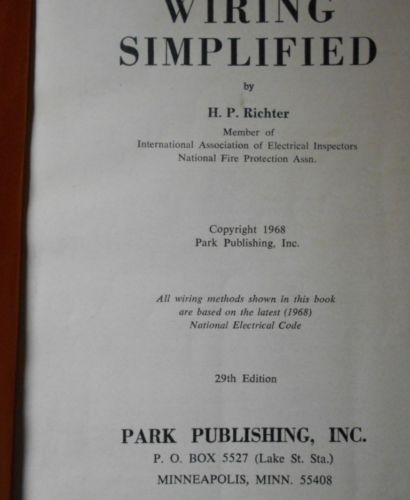 WIRING
SIMPLIFIED
by
H. P. Richter
Member of
International Association of Electrical Inspectors
National Fire Protection Assn.
Copyright 1968
Park Publishing, Inc.
All wiring methods shown in this book
are based on the latest (1968)
National Electrical Code
29th Edition
PARK PUBLISHING, INC.
P. O. BOX 5527 (Lake St. Sta.)
MINNEAPOLIS, MINN. 55408